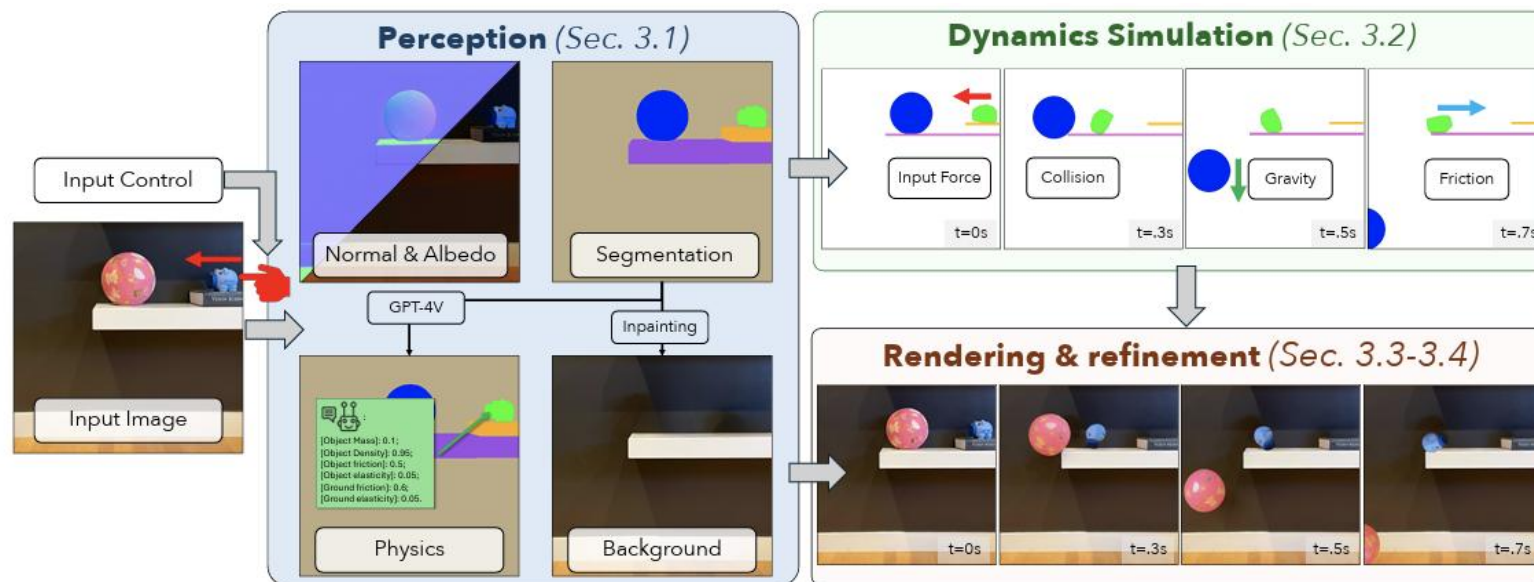 Perception (Sec. 3.1)
Normal & Albedo
Segmentation
GPT-4V
Inpainting
:
[Object Mass]: 0.1;
[Object Density]: 0.95;
[Object friction]: 0.5;
[Object elasticity]: 0.05;
[Ground friction]: 0.6;
[Ground elasticity]: 0.05.
Physics
Background
Input Control
Input Image
Dynamics Simulation (Sec. 3.2)
Input Force
t=0s
Collision
t=.3s
Gravity
t=.5s
Friction
t=.7s
Rendering & refinement (Sec. 3.3-3.4)
t=0s
t=.3s
t=.5s
t=.7s